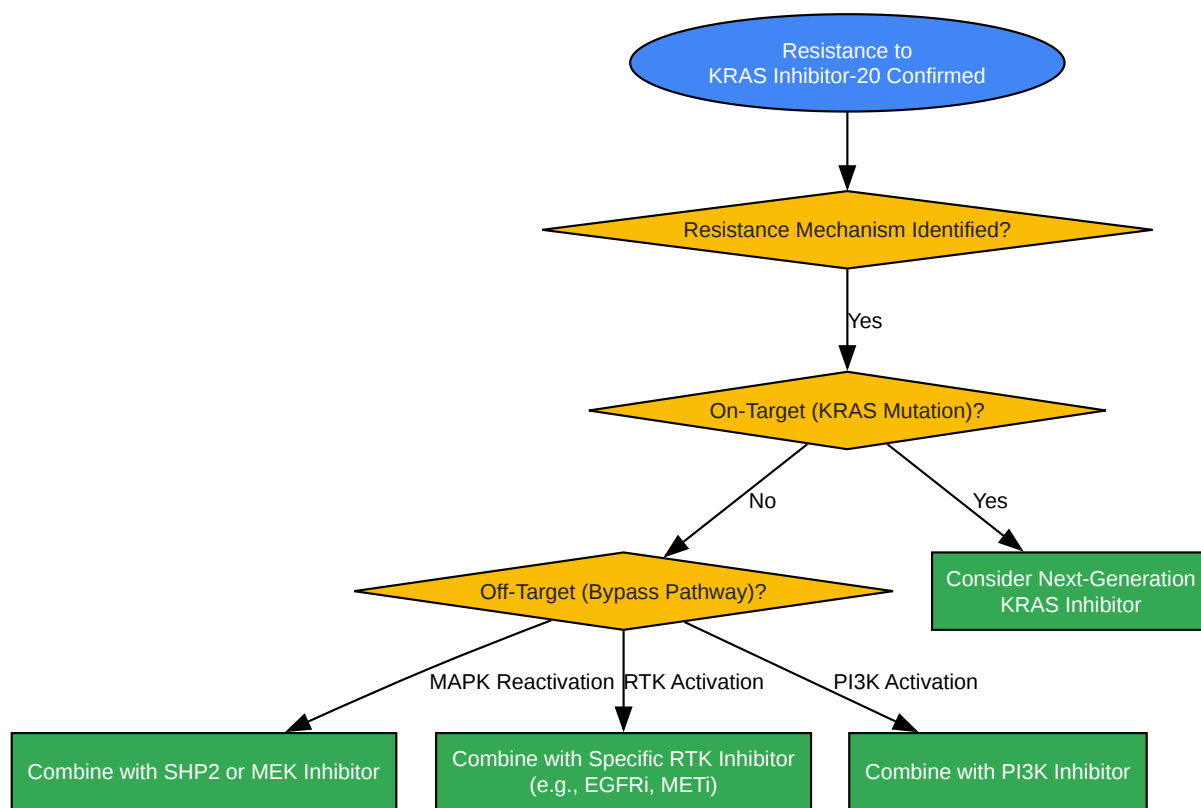 Resistance to
KRAS Inhibitor-20 Confirmed
Resistance Mechanism Identified?
Yes
On-Target (KRAS Mutation)?
No
Yes
Off-Target (Bypass Pathway)?
Consider Next-Generation
KRAS Inhibitor
MAPK Reactivation
RTK Activation
PI3K Activation
Combine with SHP2 or MEK Inhibitor
Combine with Specific RTK Inhibitor
(e.g., EGFRi, METi)
Combine with PI3K Inhibitor